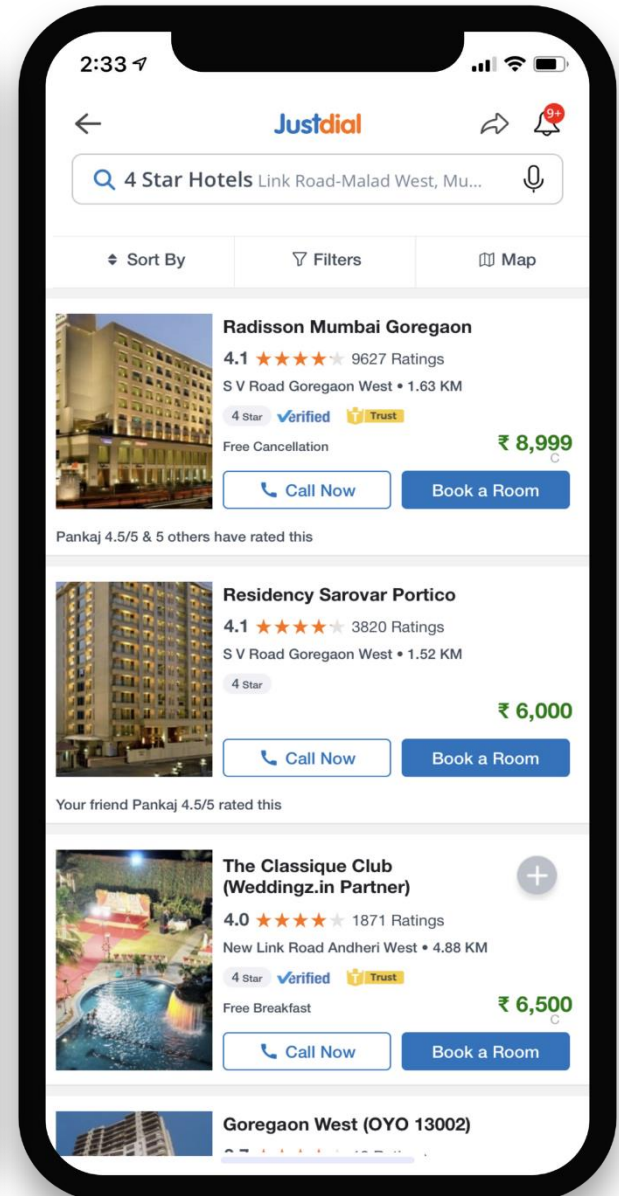 2:33
Justdial
9+
4 Star Hotels Link Road-Malad West, Mu...
Sort By
Filters
Map
Radisson Mumbai Goregaon
4.1 ★★★★★ 9627 Ratings
S V Road Goregaon West • 1.63 KM
4 Star Verified T Trust
Free Cancellation
₹ 8,999
C
Call Now
Book a Room
Pankaj 4.5/5 & 5 others have rated this
Residency Sarovar Portico
4.1 ★★★★★ 3820 Ratings
S V Road Goregaon West • 1.52 KM
4 Star
₹ 6,000
Call Now
Book a Room
Your friend Pankaj 4.5/5 rated this
The Classique Club
(Weddingz.in Partner)
4.0 ★★★★★ 1871 Ratings
New Link Road Andheri West • 4.88 KM
4 Star Verified T Trust
Free Breakfast
₹ 6,500
C
Call Now
Book a Room
Goregaon West (OYO 13002)